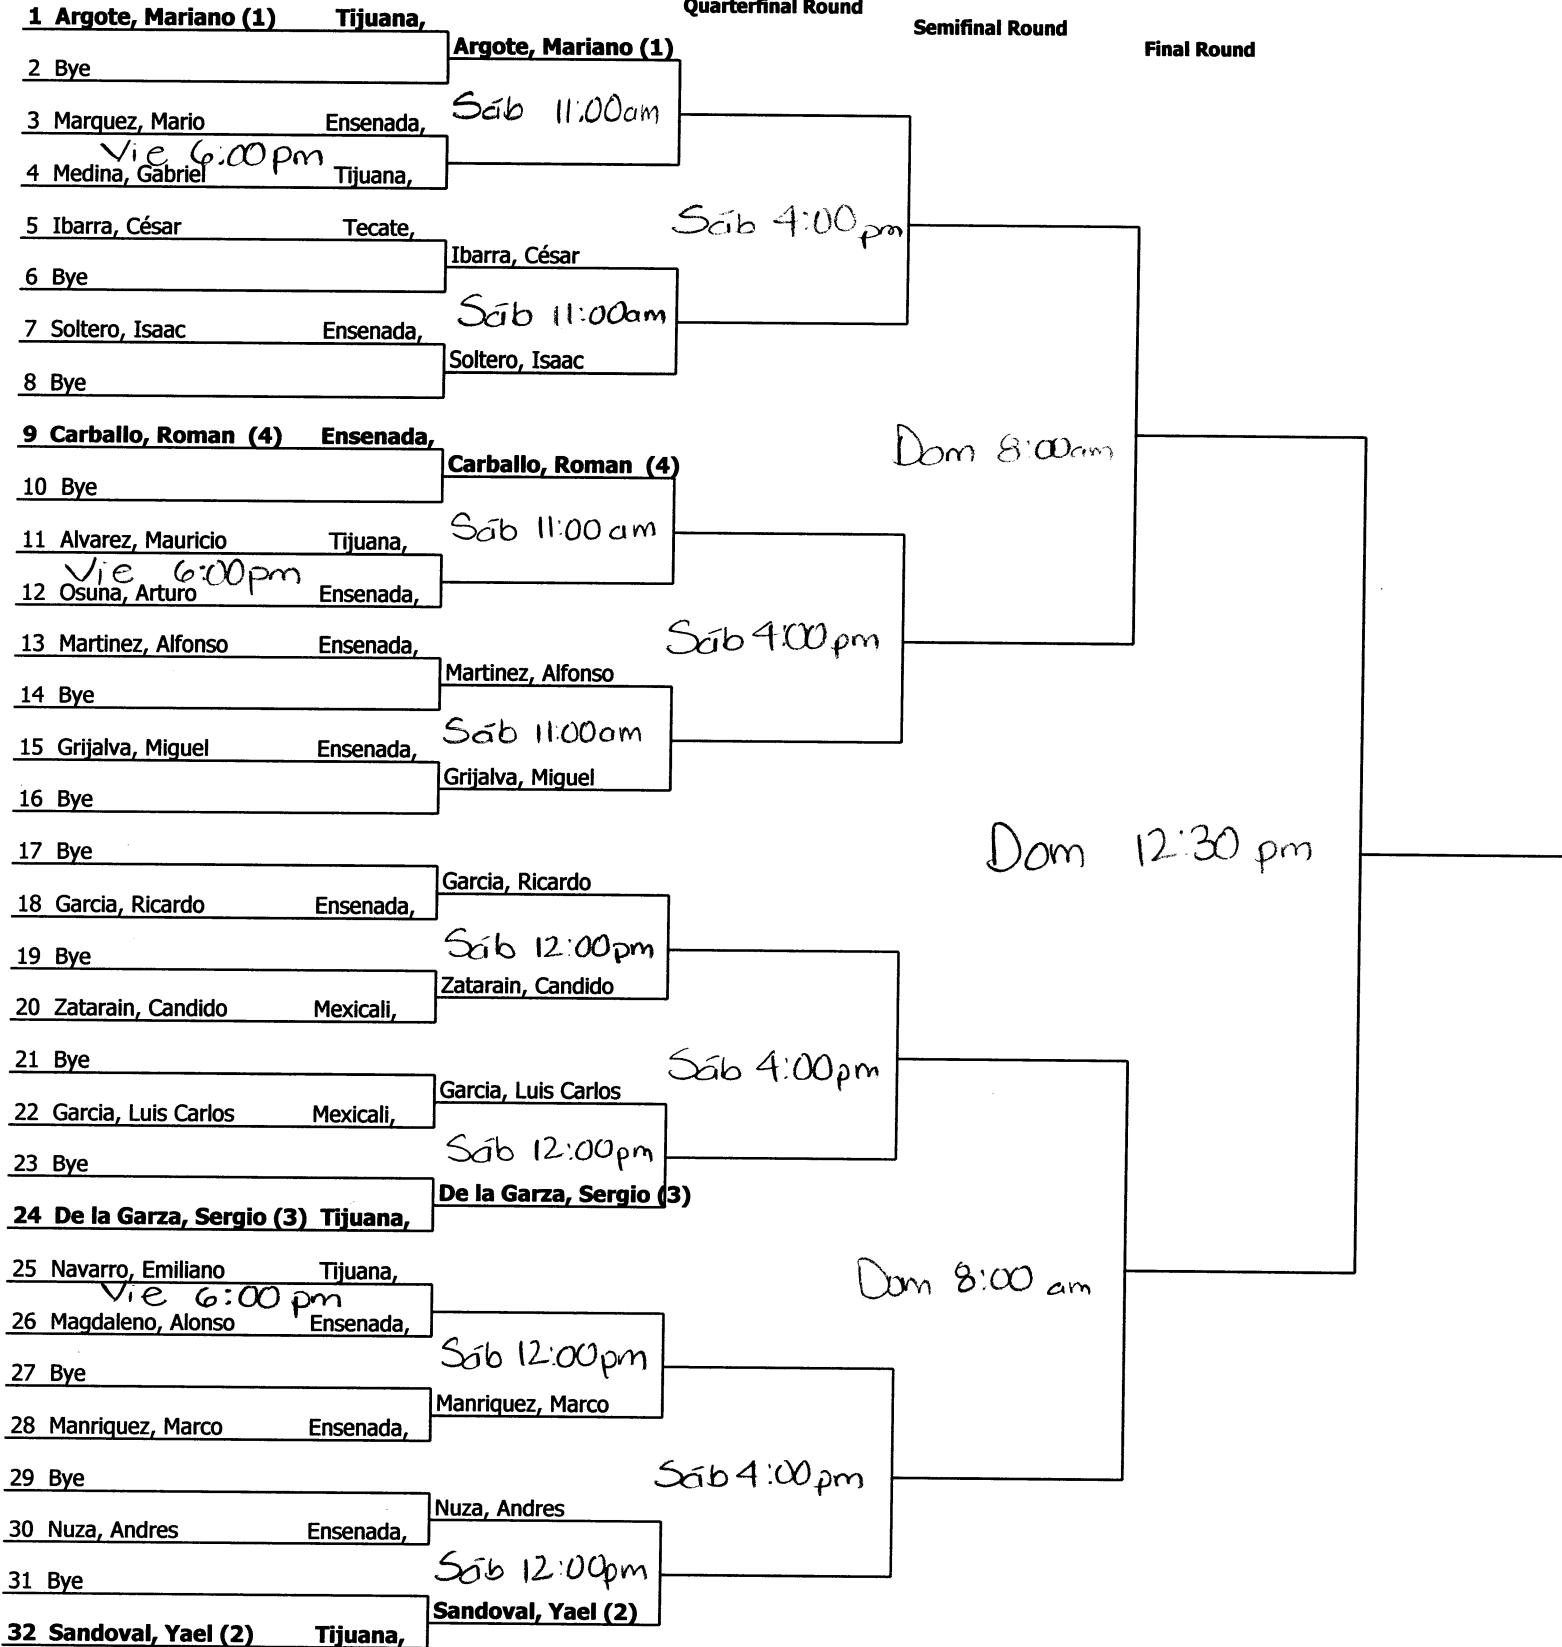 Quarterfinal Round
Semifinal Round
Final Round
1 Argote, Mariano (1) Tijuana,
Argote, Mariano (1)
2 Bye
Sáb 11:00am
3 Marquez, Mario Ensenada,
Vie 6:00pm
4 Medina, Gabriel Tijuana,
Sáb 4:00pm
5 Ibarra, César Tecate,
Ibarra, César
6 Bye
Sáb 11:00am
7 Soltero, Isaac Ensenada,
Soltero, Isaac
8 Bye
9 Carballo, Roman (4) Ensenada,
Dom 8:00am
Carballo, Roman (4)
10 Bye
Sáb 11:00am
11 Alvarez, Mauricio Tijuana,
Vie 6:00pm
12 Osuna, Arturo Ensenada,
Sáb 4:00pm
13 Martinez, Alfonso Ensenada,
Martinez, Alfonso
14 Bye
Sáb 11:00am
15 Grijalva, Miguel Ensenada,
Grijalva, Miguel
16 Bye
17 Bye
Dom 12:30 pm
Garcia, Ricardo
18 Garcia, Ricardo Ensenada,
Sáb 12:00pm
19 Bye
Zatarain, Candido
20 Zatarain, Candido Mexicali,
21 Bye
Sáb 4:00pm
Garcia, Luis Carlos
22 Garcia, Luis Carlos Mexicali,
Sáb 12:00pm
23 Bye
De la Garza, Sergio (3)
24 De la Garza, Sergio (3) Tijuana,
25 Navarro, Emiliano Tijuana,
Dom 8:00 am
Vie 6:00 pm
26 Magdaleno, Alonso Ensenada,
Sáb 12:00pm
27 Bye
Manriquez, Marco
28 Manriquez, Marco Ensenada,
29 Bye
Sáb 4:00pm
Nuza, Andres
30 Nuza, Andres Ensenada,
Sáb 12:00pm
31 Bye
Sandoval, Yael (2)
32 Sandoval, Yael (2) Tijuana,